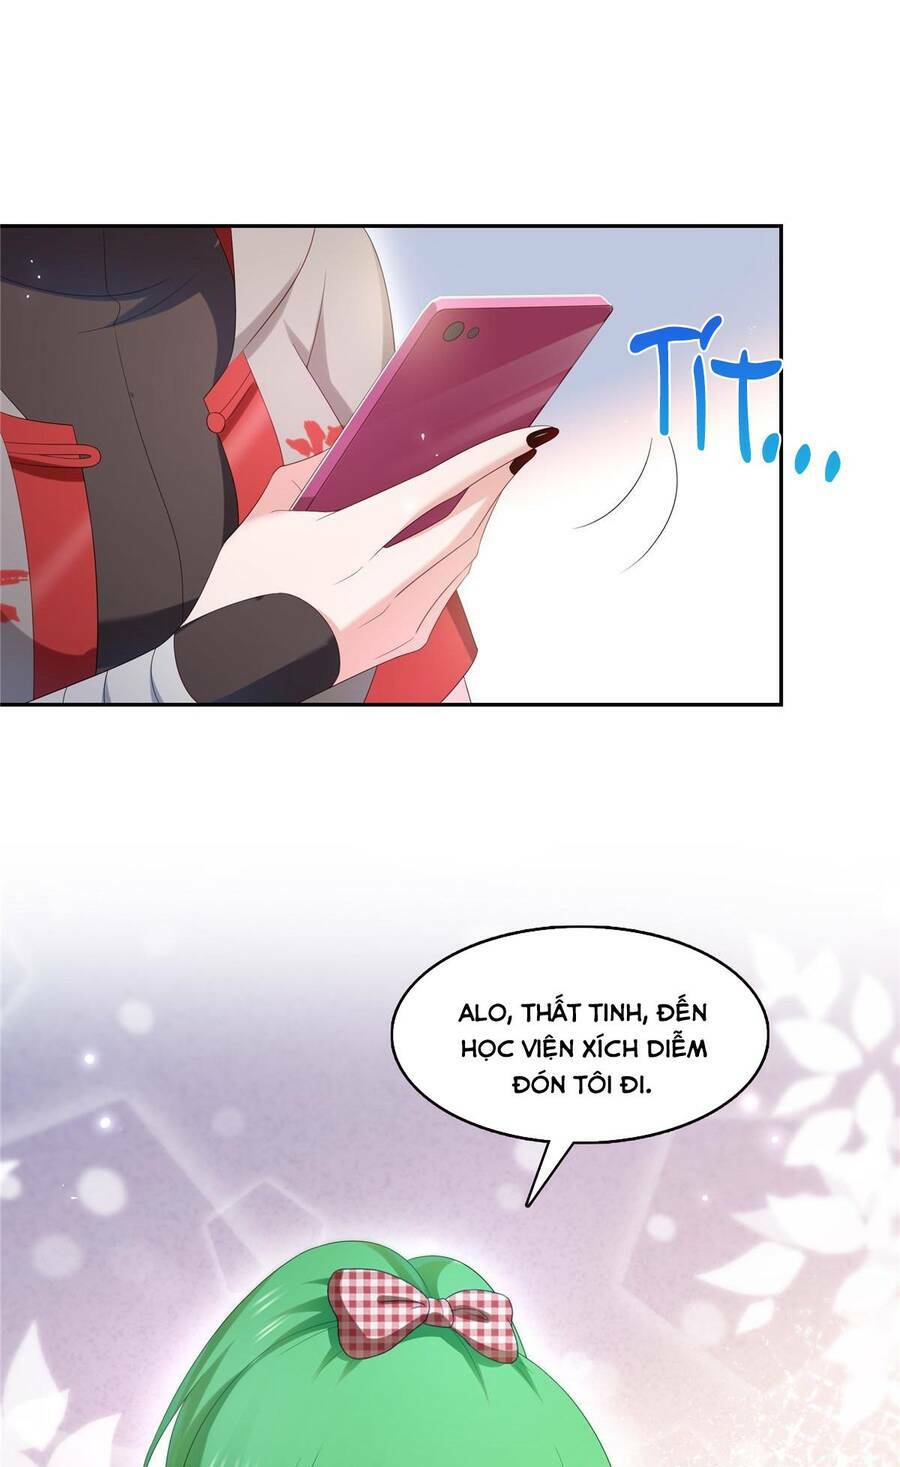 TÍT...
ALO, THẤT TINH, ĐẾN
HỌC VIỆN XÍCH DIỄM
ĐÓN TÔI ĐI.